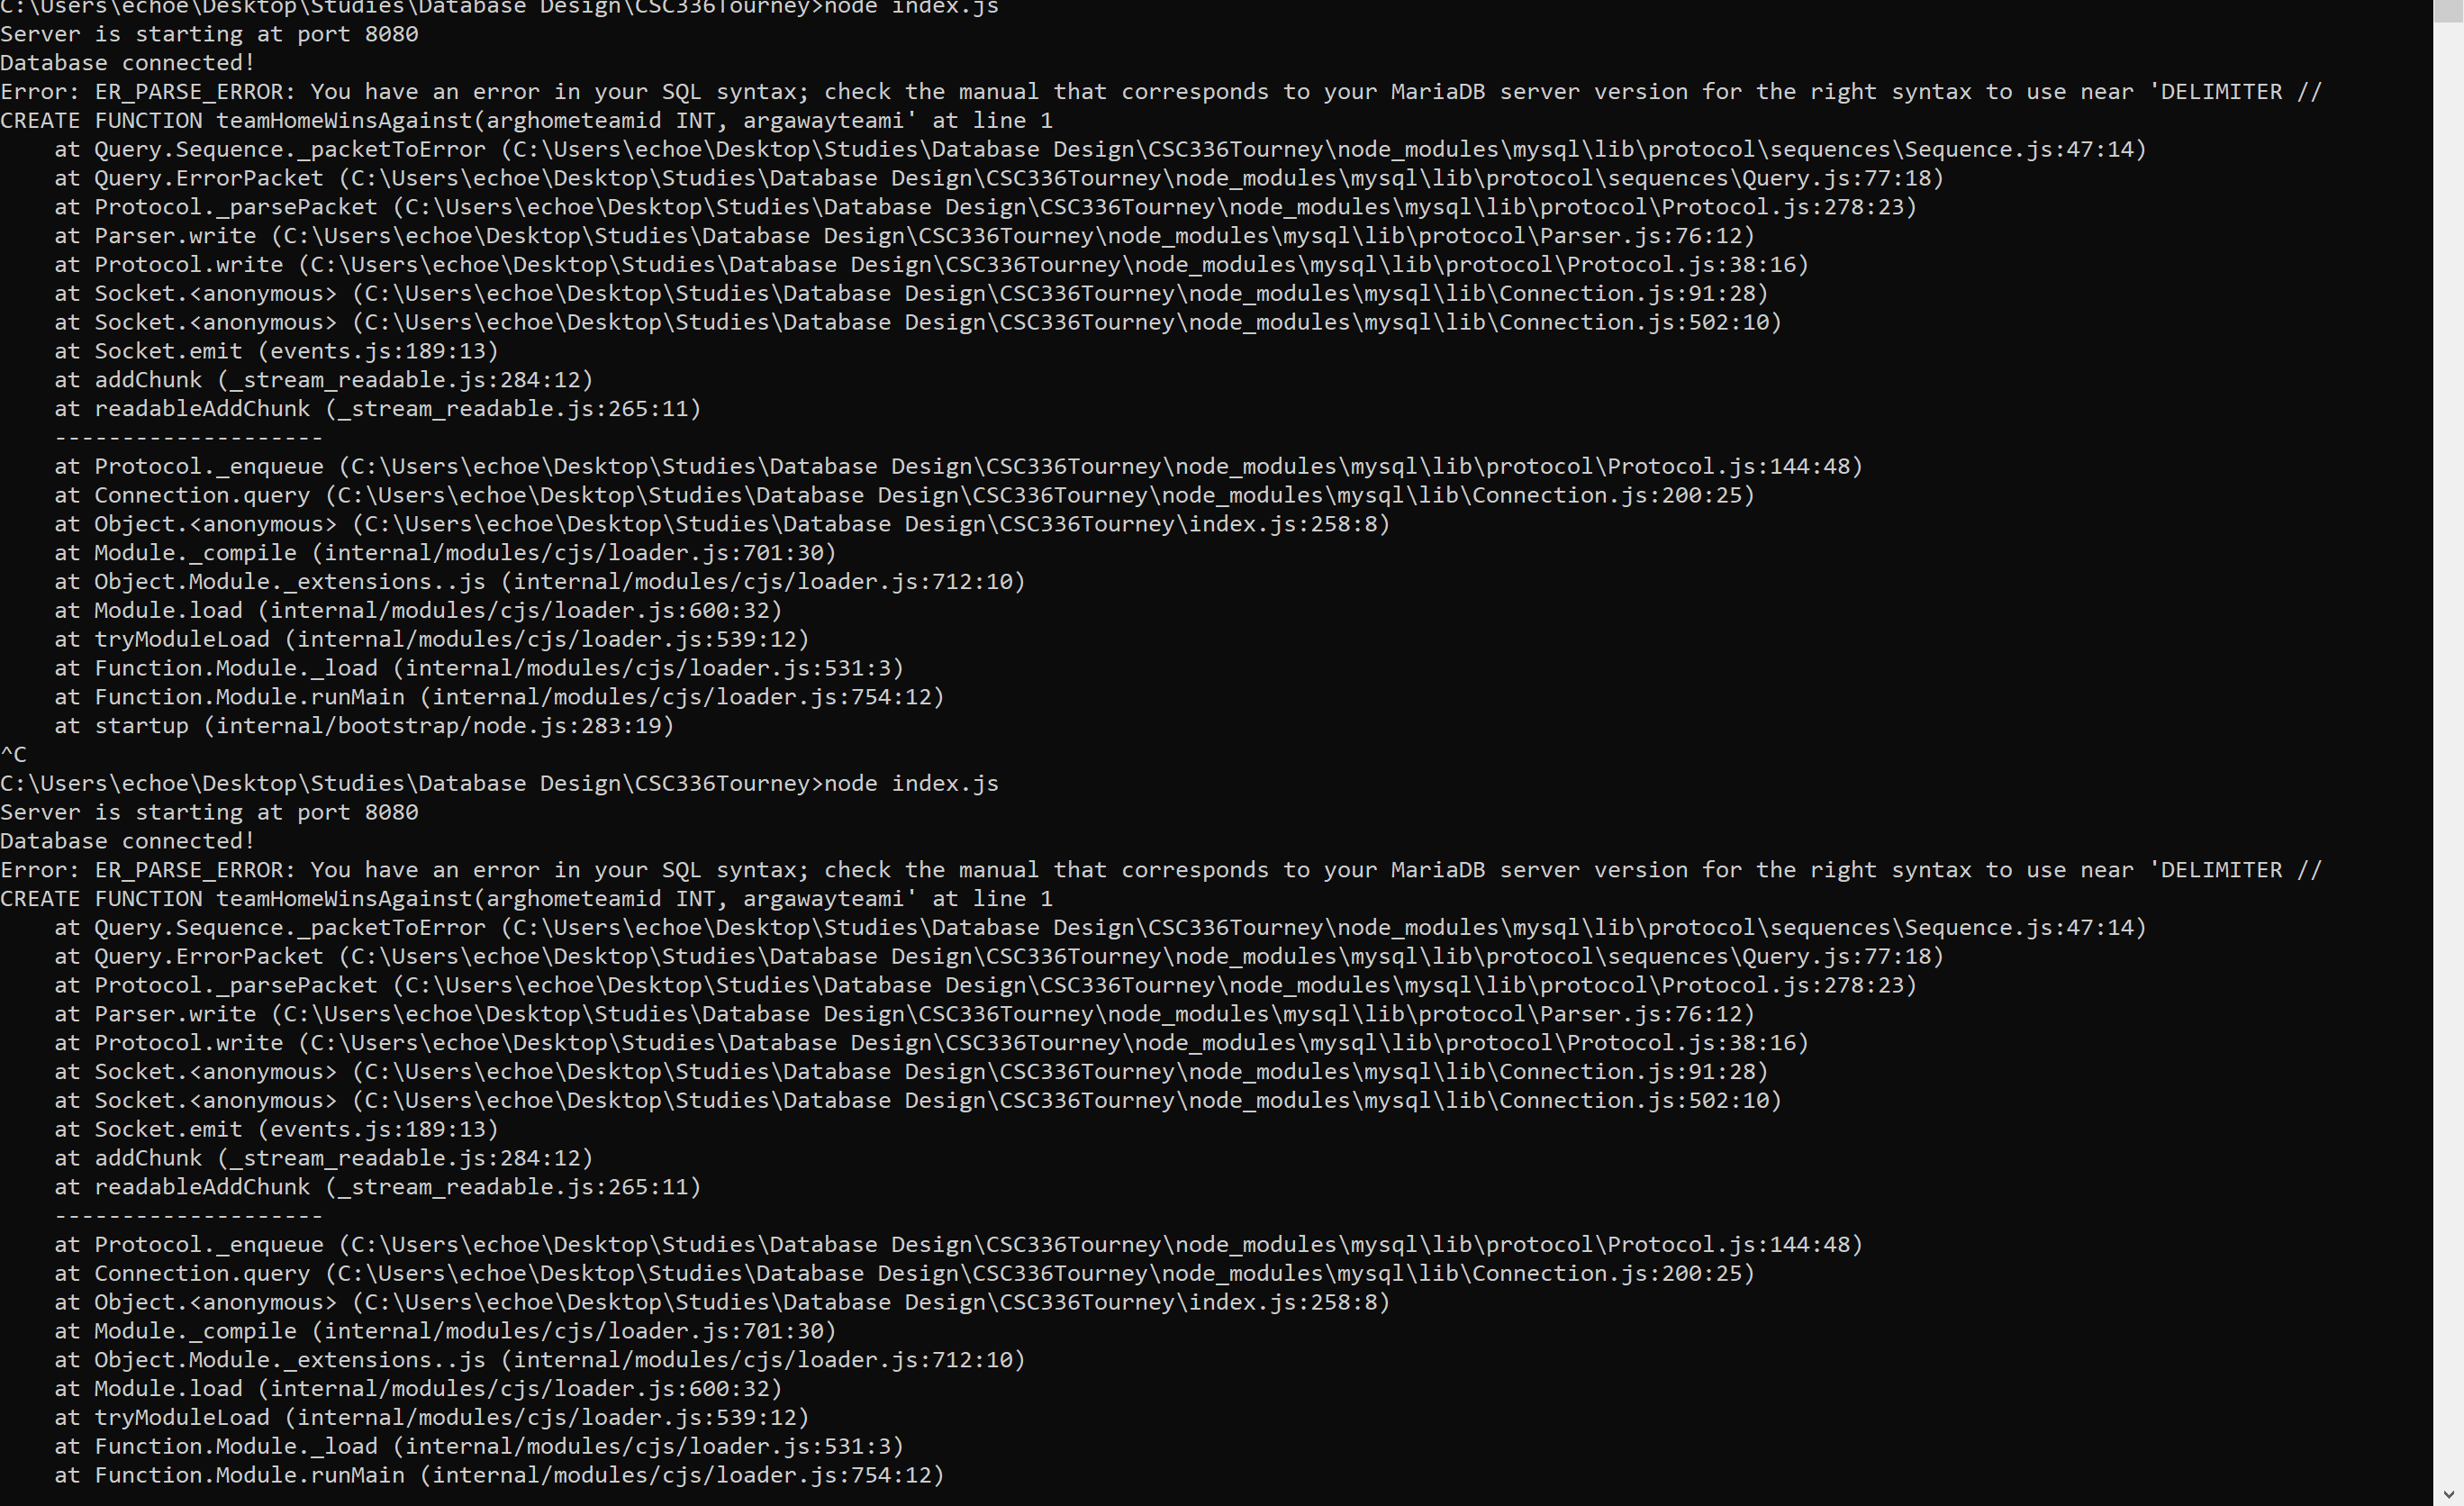 C:\Users\echoe\Desktop\Studies\Database Design\CSC336Tourney>node index.js
Server is starting at port 8080
Database connected!
Error: ER_PARSE_ERROR: You have an error in your SQL syntax; check the manual that corresponds to your MariaDB server version for the right syntax to use near 'DELIMITER //
CREATE FUNCTION teamHomeWinsAgainst(arghometeamid INT, argawayteami' at line 1
    at Query.Sequence._packetToError (C:\Users\echoe\Desktop\Studies\Database Design\CSC336Tourney\node_modules\mysql\lib\protocol\sequences\Sequence.js:47:14)
    at Query.ErrorPacket (C:\Users\echoe\Desktop\Studies\Database Design\CSC336Tourney\node_modules\mysql\lib\protocol\sequences\Query.js:77:18)
    at Protocol._parsePacket (C:\Users\echoe\Desktop\Studies\Database Design\CSC336Tourney\node_modules\mysql\lib\protocol\Protocol.js:278:23)
    at Parser.write (C:\Users\echoe\Desktop\Studies\Database Design\CSC336Tourney\node_modules\mysql\lib\protocol\Parser.js:76:12)
    at Protocol.write (C:\Users\echoe\Desktop\Studies\Database Design\CSC336Tourney\node_modules\mysql\lib\protocol\Protocol.js:38:16)
    at Socket.<anonymous> (C:\Users\echoe\Desktop\Studies\Database Design\CSC336Tourney\node_modules\mysql\lib\Connection.js:91:28)
    at Socket.<anonymous> (C:\Users\echoe\Desktop\Studies\Database Design\CSC336Tourney\node_modules\mysql\lib\Connection.js:502:10)
    at Socket.emit (events.js:189:13)
    at addChunk (_stream_readable.js:284:12)
    at readableAddChunk (_stream_readable.js:265:11)
    --------------------
    at Protocol._enqueue (C:\Users\echoe\Desktop\Studies\Database Design\CSC336Tourney\node_modules\mysql\lib\protocol\Protocol.js:144:48)
    at Connection.query (C:\Users\echoe\Desktop\Studies\Database Design\CSC336Tourney\node_modules\mysql\lib\Connection.js:200:25)
    at Object.<anonymous> (C:\Users\echoe\Desktop\Studies\Database Design\CSC336Tourney\index.js:258:8)
    at Module._compile (internal/modules/cjs/loader.js:701:30)
    at Object.Module._extensions..js (internal/modules/cjs/loader.js:712:10)
    at Module.load (internal/modules/cjs/loader.js:600:32)
    at tryModuleLoad (internal/modules/cjs/loader.js:539:12)
    at Function.Module._load (internal/modules/cjs/loader.js:531:3)
    at Function.Module.runMain (internal/modules/cjs/loader.js:754:12)
    at startup (internal/bootstrap/node.js:283:19)
^C
C:\Users\echoe\Desktop\Studies\Database Design\CSC336Tourney>node index.js
Server is starting at port 8080
Database connected!
Error: ER_PARSE_ERROR: You have an error in your SQL syntax; check the manual that corresponds to your MariaDB server version for the right syntax to use near 'DELIMITER //
CREATE FUNCTION teamHomeWinsAgainst(arghometeamid INT, argawayteami' at line 1
    at Query.Sequence._packetToError (C:\Users\echoe\Desktop\Studies\Database Design\CSC336Tourney\node_modules\mysql\lib\protocol\sequences\Sequence.js:47:14)
    at Query.ErrorPacket (C:\Users\echoe\Desktop\Studies\Database Design\CSC336Tourney\node_modules\mysql\lib\protocol\sequences\Query.js:77:18)
    at Protocol._parsePacket (C:\Users\echoe\Desktop\Studies\Database Design\CSC336Tourney\node_modules\mysql\lib\protocol\Protocol.js:278:23)
    at Parser.write (C:\Users\echoe\Desktop\Studies\Database Design\CSC336Tourney\node_modules\mysql\lib\protocol\Parser.js:76:12)
    at Protocol.write (C:\Users\echoe\Desktop\Studies\Database Design\CSC336Tourney\node_modules\mysql\lib\protocol\Protocol.js:38:16)
    at Socket.<anonymous> (C:\Users\echoe\Desktop\Studies\Database Design\CSC336Tourney\node_modules\mysql\lib\Connection.js:91:28)
    at Socket.<anonymous> (C:\Users\echoe\Desktop\Studies\Database Design\CSC336Tourney\node_modules\mysql\lib\Connection.js:502:10)
    at Socket.emit (events.js:189:13)
    at addChunk (_stream_readable.js:284:12)
    at readableAddChunk (_stream_readable.js:265:11)
    --------------------
    at Protocol._enqueue (C:\Users\echoe\Desktop\Studies\Database Design\CSC336Tourney\node_modules\mysql\lib\protocol\Protocol.js:144:48)
    at Connection.query (C:\Users\echoe\Desktop\Studies\Database Design\CSC336Tourney\node_modules\mysql\lib\Connection.js:200:25)
    at Object.<anonymous> (C:\Users\echoe\Desktop\Studies\Database Design\CSC336Tourney\index.js:258:8)
    at Module._compile (internal/modules/cjs/loader.js:701:30)
    at Object.Module._extensions..js (internal/modules/cjs/loader.js:712:10)
    at Module.load (internal/modules/cjs/loader.js:600:32)
    at tryModuleLoad (internal/modules/cjs/loader.js:539:12)
    at Function.Module._load (internal/modules/cjs/loader.js:531:3)
    at Function.Module.runMain (internal/modules/cjs/loader.js:754:12)